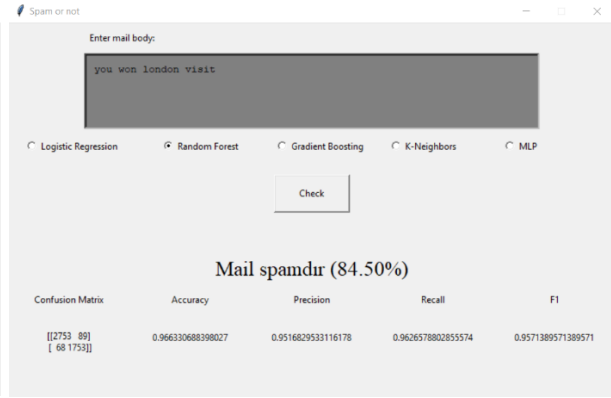 Spam or not
Enter mail body:
you won london visit
Logistic Regression Random Forest Gradient Boosting K-Neighbors MLP
Check
Mail spamdır (84.50%)
Confusion Matrix Accuracy Precision Recall F1
[[2753 89] 0.966330688398027 0.9516829533116178 0.9626578802855574 0.9571389571389571
[ 68 1753]]